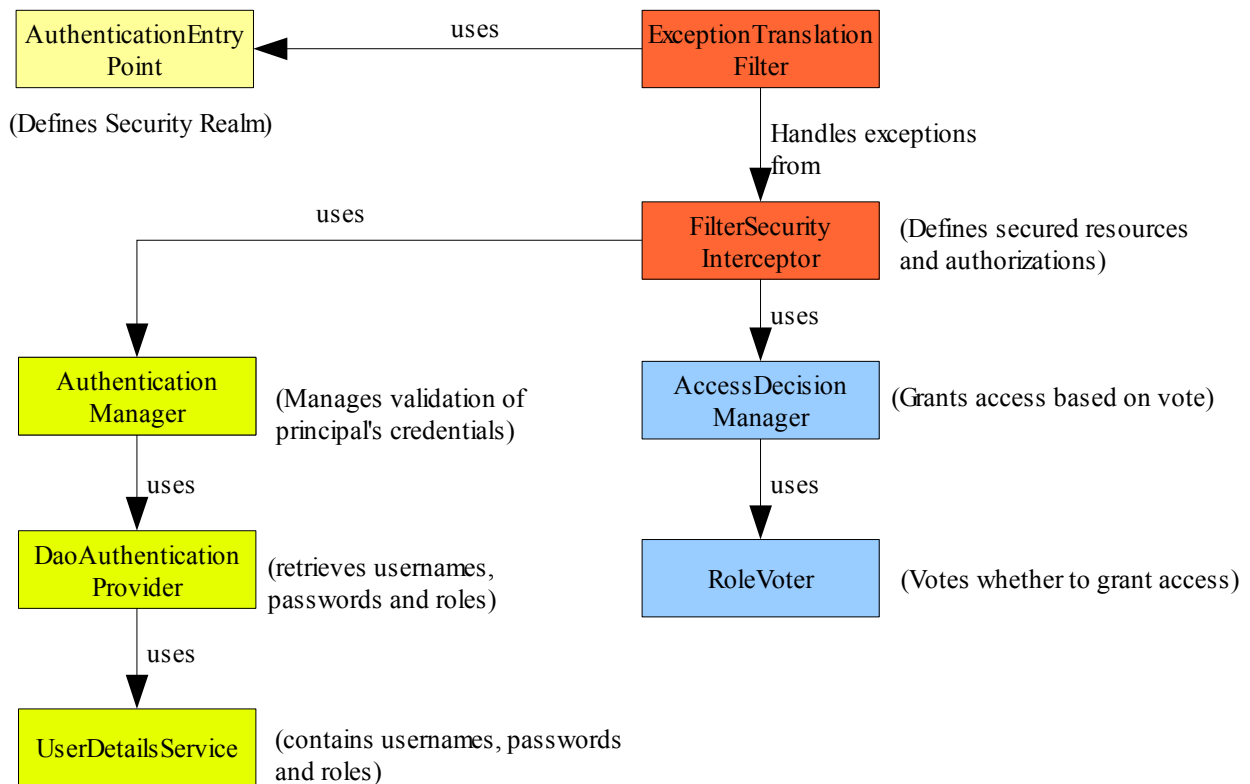 AuthenticationEntry
Point
uses
ExceptionTranslation
Filter
(Defines Security Realm)
Handles exceptions
from
uses
FilterSecurity
Interceptor
(Defines secured resources
and authorizations)
uses
Authentication
Manager
(Manages validation of
principal's credentials)
AccessDecision
Manager
(Grants access based on vote)
uses
uses
DaoAuthentication
Provider
(retrieves usernames,
passwords and roles)
RoleVoter
(Votes whether to grant access)
uses
UserDetailsService
(contains usernames, passwords
and roles)